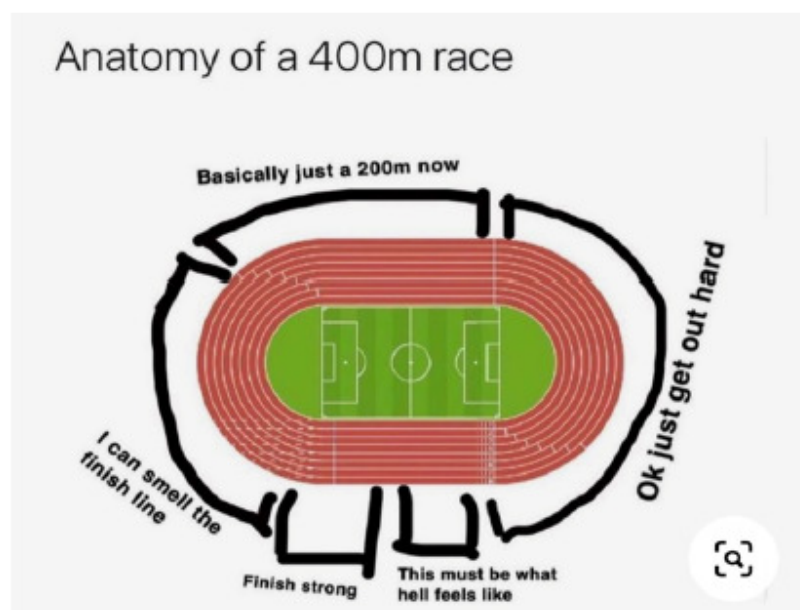 Anatomy of a 400m race
Basically just a 200m now
Ok just get out hard
I can smell the
finish line
Finish strong
This must be what
hell feels like